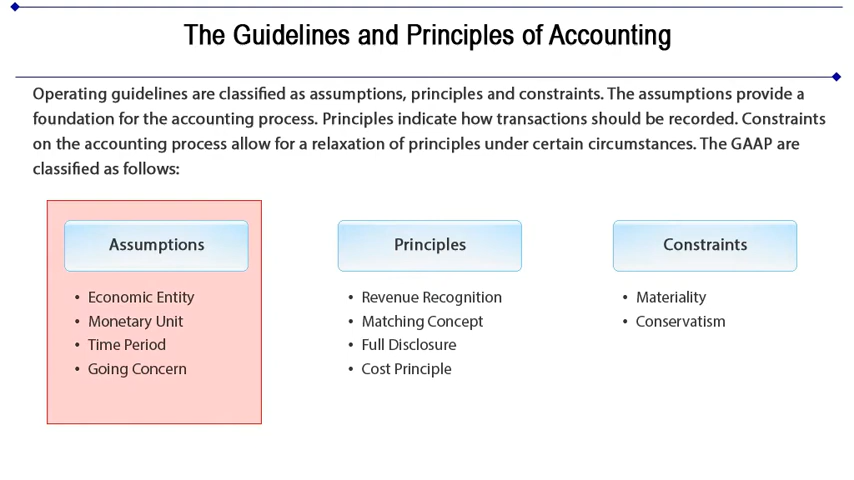 The Guidelines and Principles of Accounting
Operating guidelines are classified as assumptions, principles and constraints. The assumptions provide a
foundation for the accounting process. Principles indicate how transactions should be recorded. Constraints
on the accounting process allow for a relaxation of principles under certain circumstances. The GAAP are
classified as follows:
Assumptions
• Economic Entity
• Monetary Unit
• Time Period
• Going Concern
Principles
• Revenue Recognition
• Matching Concept
• Full Disclosure
• Cost Principle
Constraints
• Materiality
• Conservatism